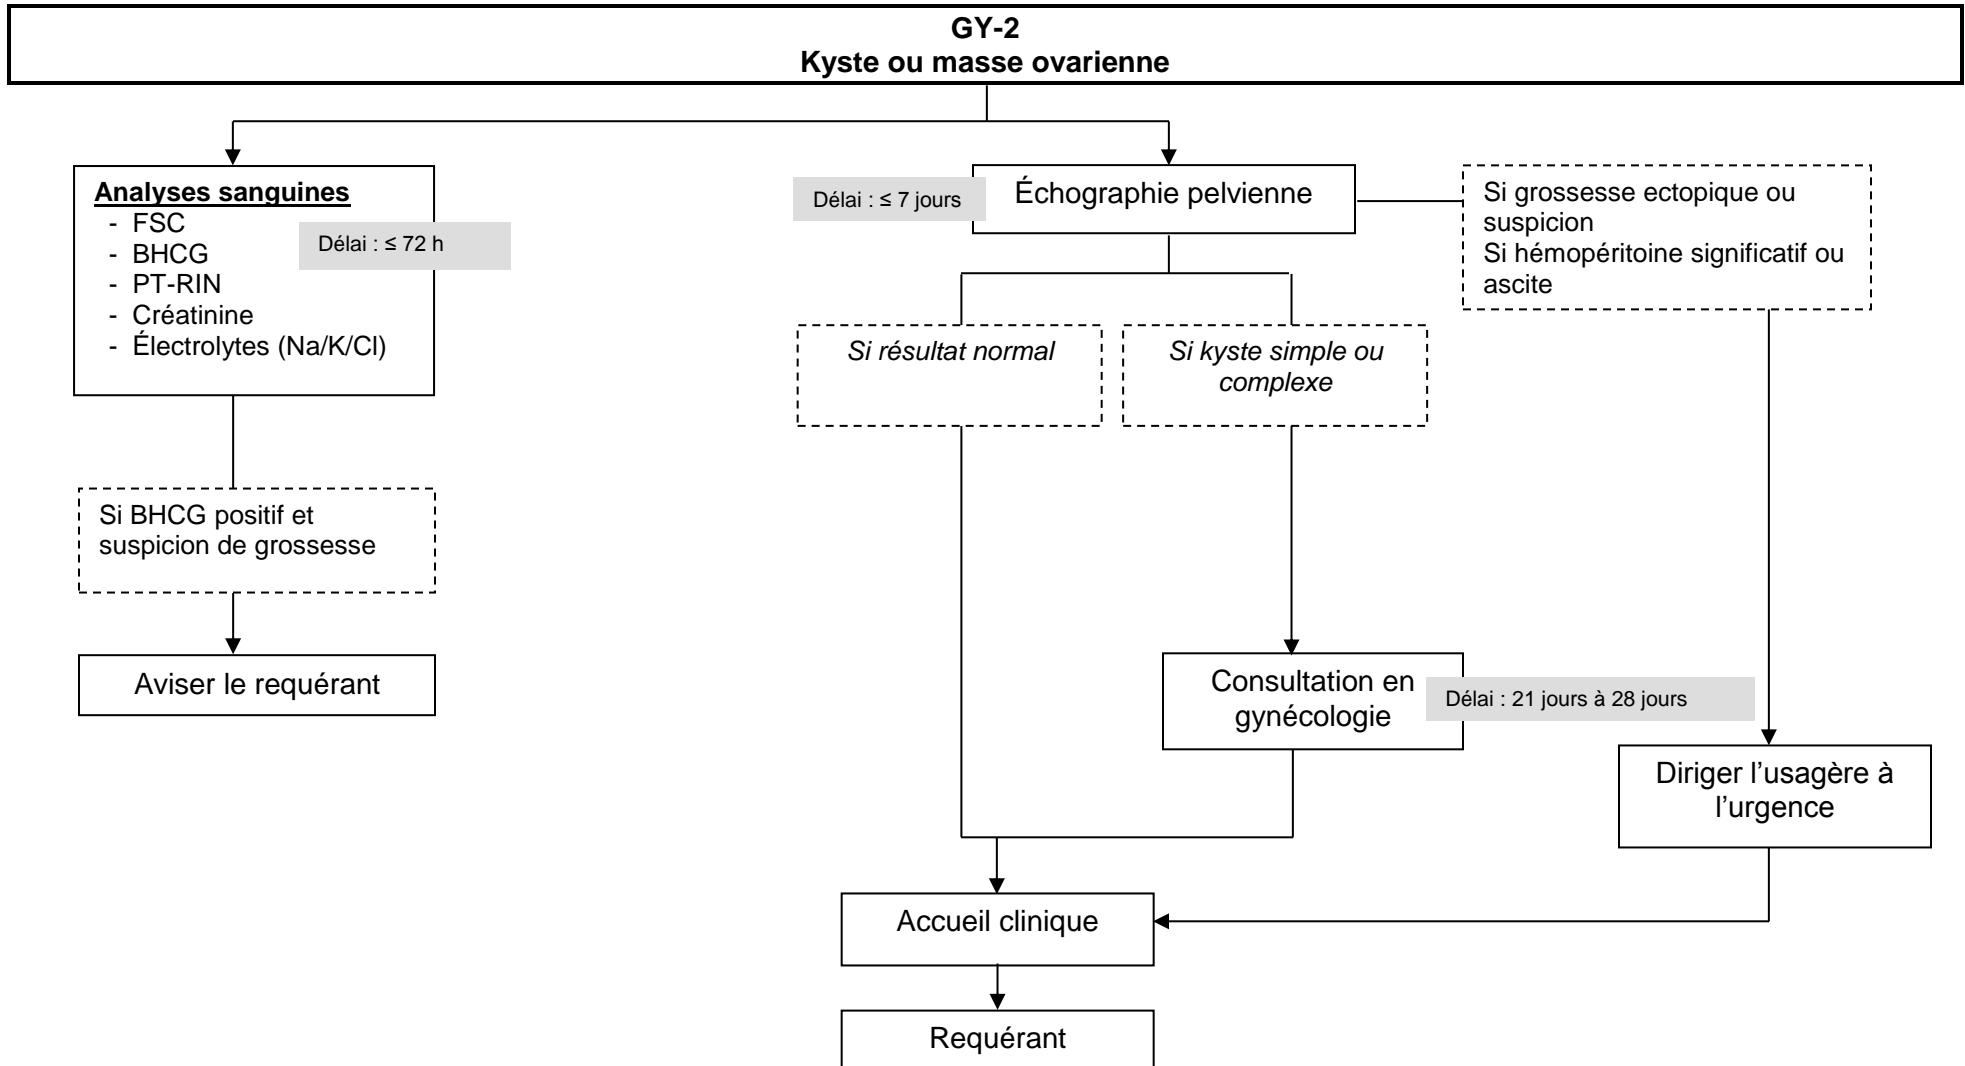 GY-2
Kyste ou masse ovarienne
Analyses sanguines
- FSC
- BHCG
- PT-RIN
- Créatinine
- Électrolytes (Na/K/Cl)
Délai : ≤ 72 h
Si BHCG positif et
suspicion de grossesse
Aviser le requérant
Délai : ≤ 7 jours
Échographie pelvienne
Si grossesse ectopique ou
suspicion
Si hémopéritoine significatif ou
ascite
Si résultat normal
Si kyste simple ou
complexe
Consultation en
gynécologie
Délai : 21 jours à 28 jours
Diriger l’usagère à
l’urgence
Accueil clinique
Requérant